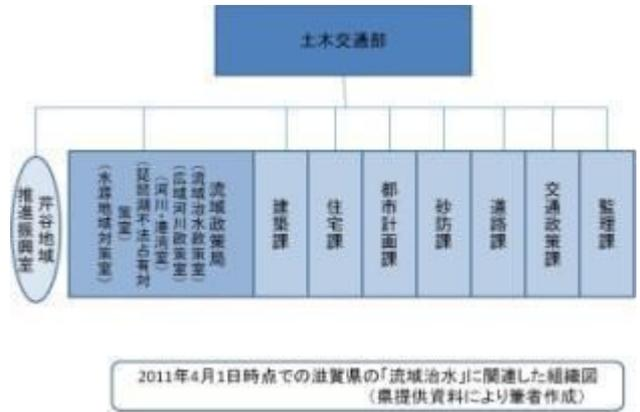 土木交通部
監理課
交通政策課
道路課
砂防課
都市計画課
住宅課
建築課
流域政策局
(流域治水政策室)
(広域河川政策室)
(河川・港湾室)
(琵琶湖不法占有対
策室)
(水源地域対策室)
芹谷地域
推進振興室
2011年4月1日時点での滋賀県の「流域治水」に関連した組織図
(県提供資料により筆者作成)